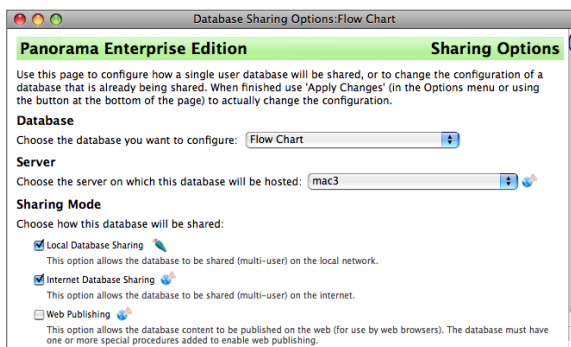 Database Sharing Options:Flow Chart
Panorama Enterprise Edition Sharing Options
Use this page to configure how a single user database will be shared, or to change the configuration of a
database that is already being shared. When finished use 'Apply Changes' (in the Options menu or using
the button at the bottom of the page) to actually change the configuration.
Database
Choose the database you want to configure: Flow Chart
Server
Choose the server on which this database will be hosted: mac3
Sharing Mode
Choose how this database will be shared:
Local Database Sharing
This option allows the database to be shared (multi-user) on the local network.
Internet Database Sharing
This option allows the database to be shared (multi-user) on the internet.
Web Publishing
This option allows the database content to be published on the web (for use by web browsers). The database must have
one or more special procedures added to enable web publishing.